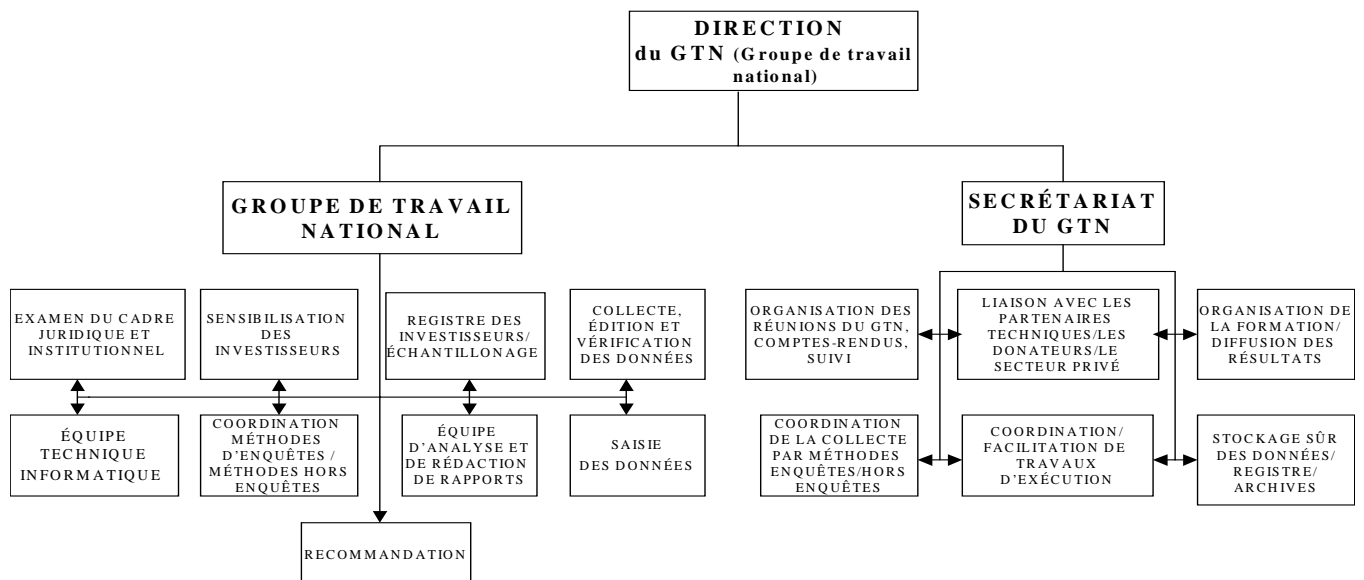 DIRECTION
du GTN (Groupe de travail
national)
GROUPE DE TRAVAIL
NATIONAL
SECRÉTARIAT
DU GTN
EXAMEN DU CADRE
JURIDIQUE ET
INSTITUTIONNEL
SENSIBILISATION
DES
INVESTISSEURS
REGISTRE DES
INVESTISSEURS/
ÉCHANTILLONAGE
COLLECTE,
ÉDITION ET
VÉRIFICATION
DES DONNÉES
ORGANISATION DES
RÉUNIONS DU GTN,
COMPTES-RENDUS,
SUIVI
LIAISON AVEC LES
PARTENAIRES
TECHNIQUES/LES
DONATEURS/LE
SECTEUR PRIVÉ
ORGANISATION DE
LA FORMATION/
DIFFUSION DES
RÉSULTATS
ÉQUIPE
TECHNIQUE
INFORMATIQUE
COORDINATION
MÉTHODES
D'ENQUÊTES /
MÉTHODES HORS
ENQUÊTES
ÉQUIPE
D'ANALYSE ET
DE RÉDACTION
DE RAPPORTS
SAISIE
DES DONNÉES
COORDINATION
DE LA COLLECTE
PAR MÉTHODES
ENQUÊTES/HORS
ENQUÊTES
COORDINATION/
FACILITATION DE
TRAVAUX
D'EXÉCUTION
STOCKAGE SÛR
DES DONNÉES/
REGISTRE/
ARCHIVES
RECOMMANDATION